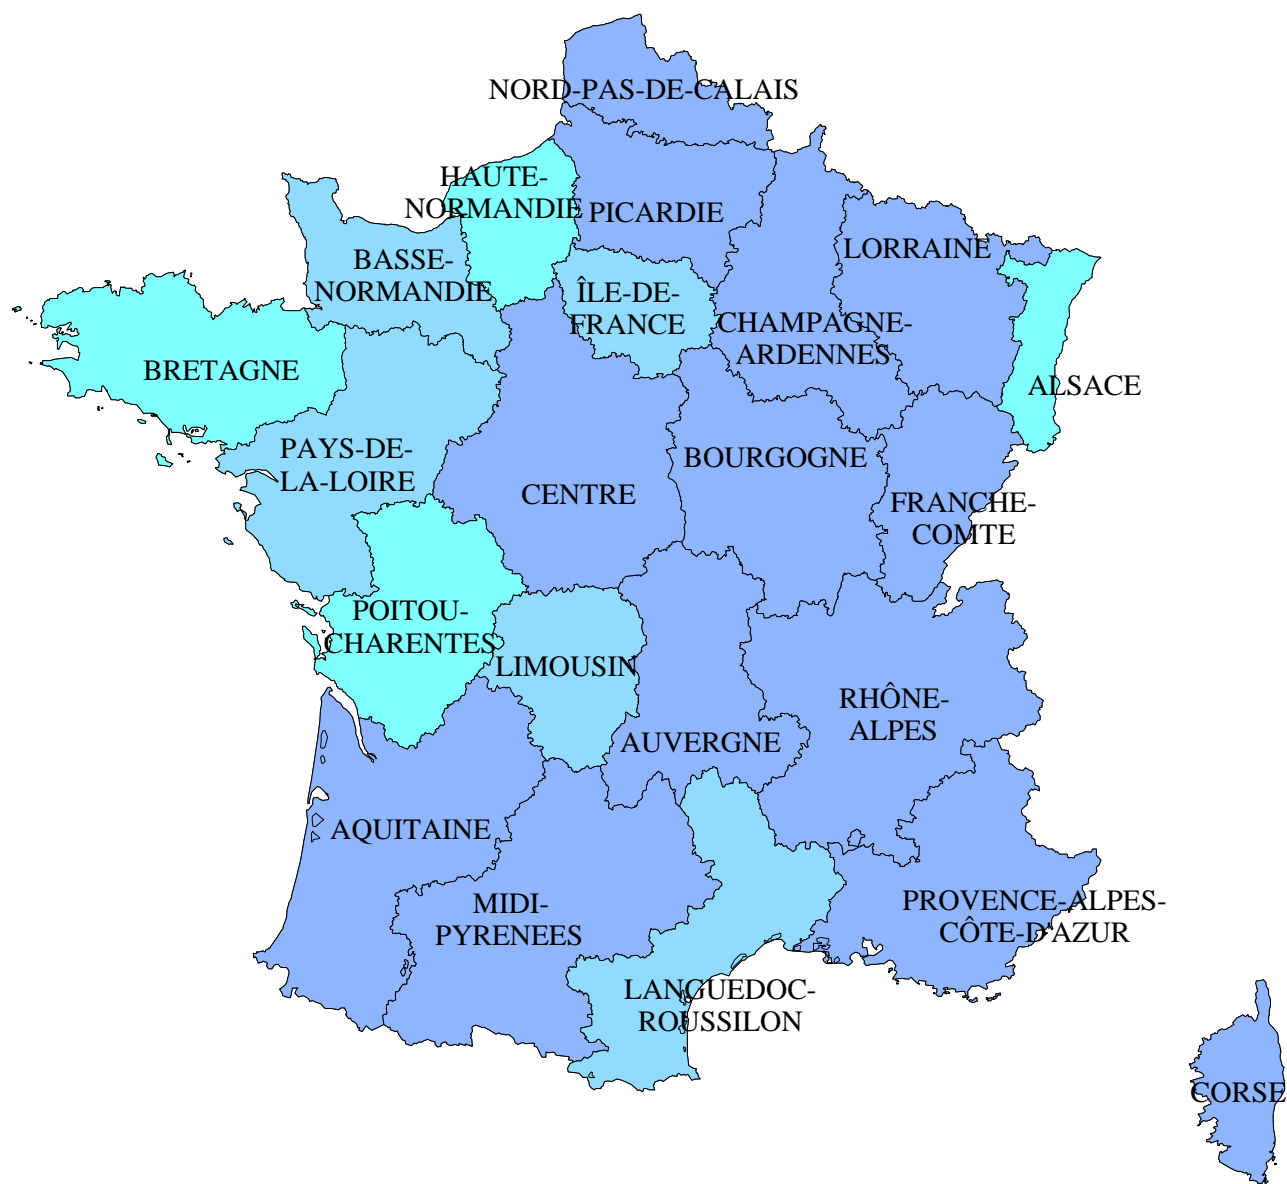 NORD-PAS-DE-CALAIS
HAUTE-
NORMANDIE
PICARDIE
LORRAINE
BASSE-
NORMANDIE
ÎLE-DE-
FRANCE
CHAMPAGNE-
ARDENNES
BRETAGNE
ALSACE
PAYS-DE-
LA-LOIRE
BOURGOGNE
CENTRE
FRANCHE-
COMTE
POITOU-
CHARENTES
LIMOUSIN
RHÔNE-
ALPES
AUVERGNE
AQUITAINE
MIDI-
PYRENEES
PROVENCE-ALPES-
CÔTE-D'AZUR
LANGUEDOC-
ROUSSILON
CORSE